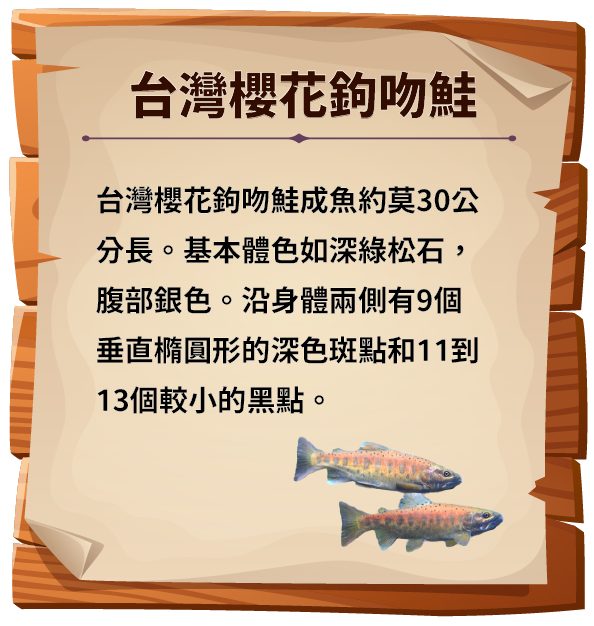 台灣櫻花鉤吻鮭
台灣櫻花鉤吻鮭成魚約莫30公
分長。基本體色如深綠松石，
腹部銀色。沿身體兩側有9個
垂直橢圓形的深色斑點和11到
13個較小的黑點。